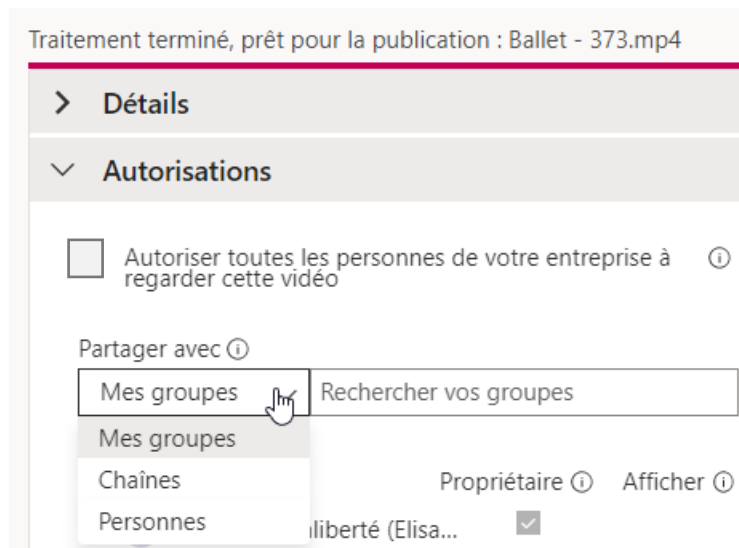 Traitement terminé, prêt pour la publication : Ballet - 373.mp4
Détails
Autorisations
Autoriser toutes les personnes de votre entreprise à
regarder cette vidéo
Partager avec
Mes groupes Rechercher vos groupes
Mes groupes
Chaînes
Propriétaire Afficher
Personnes
(Elisa...